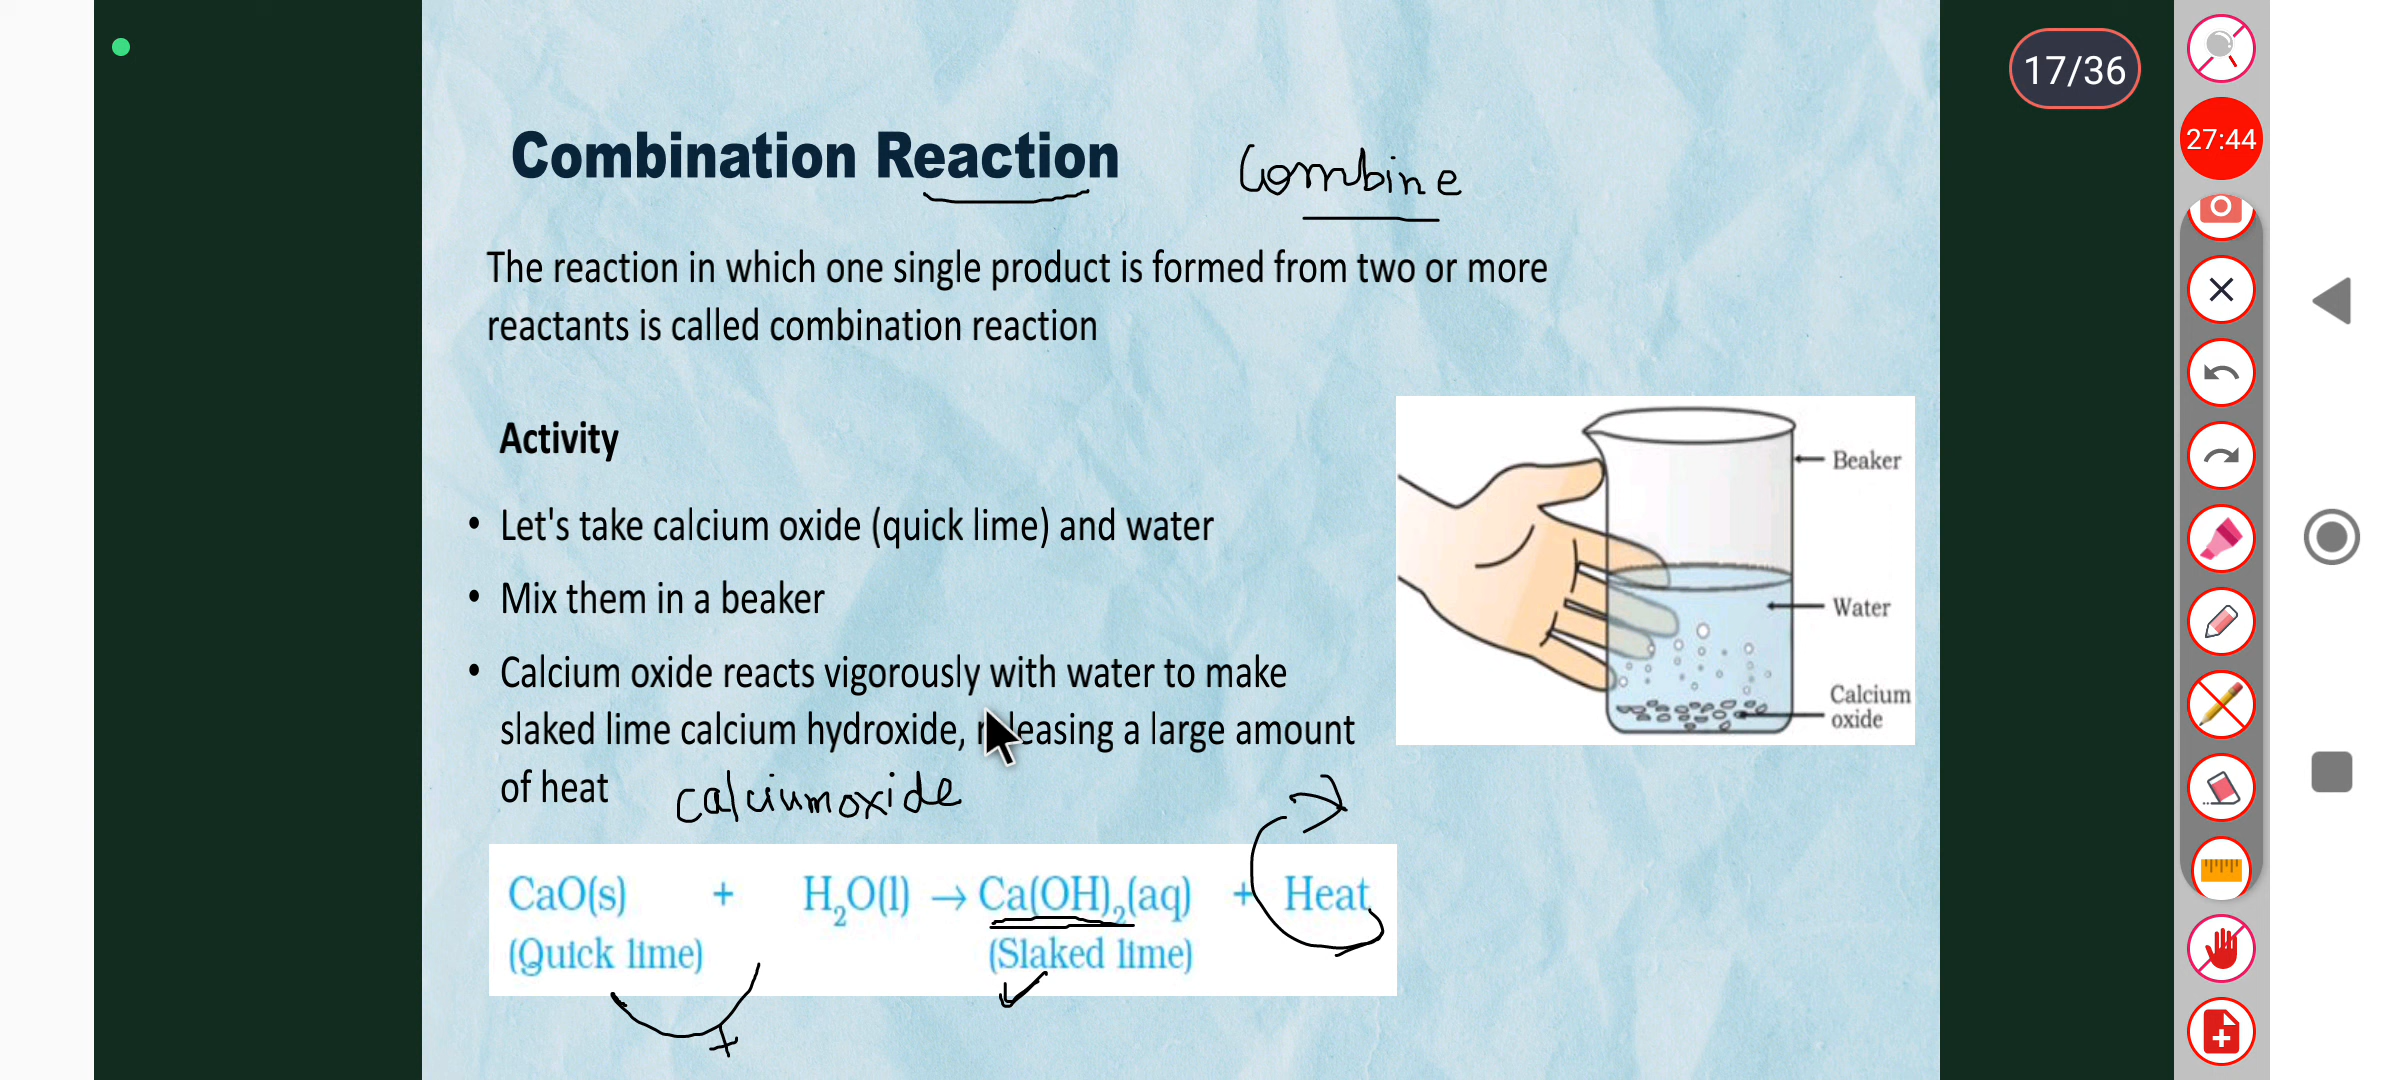 17/36
27:44
Combination Reaction
Combine
The reaction in which one single product is formed from two or more
reactants is called combination reaction
Activity
• Let's take calcium oxide (quick lime) and water
• Mix them in a beaker
• Calcium oxide reacts vigorously with water to make
slaked lime calcium hydroxide, releasing a large amount
of heat
calciumoxide
Beaker
Water
Calcium
oxide
CaO(s) + H₂O(l) → Ca(OH)₂(aq) + Heat
(Quick lime) (Slaked lime)